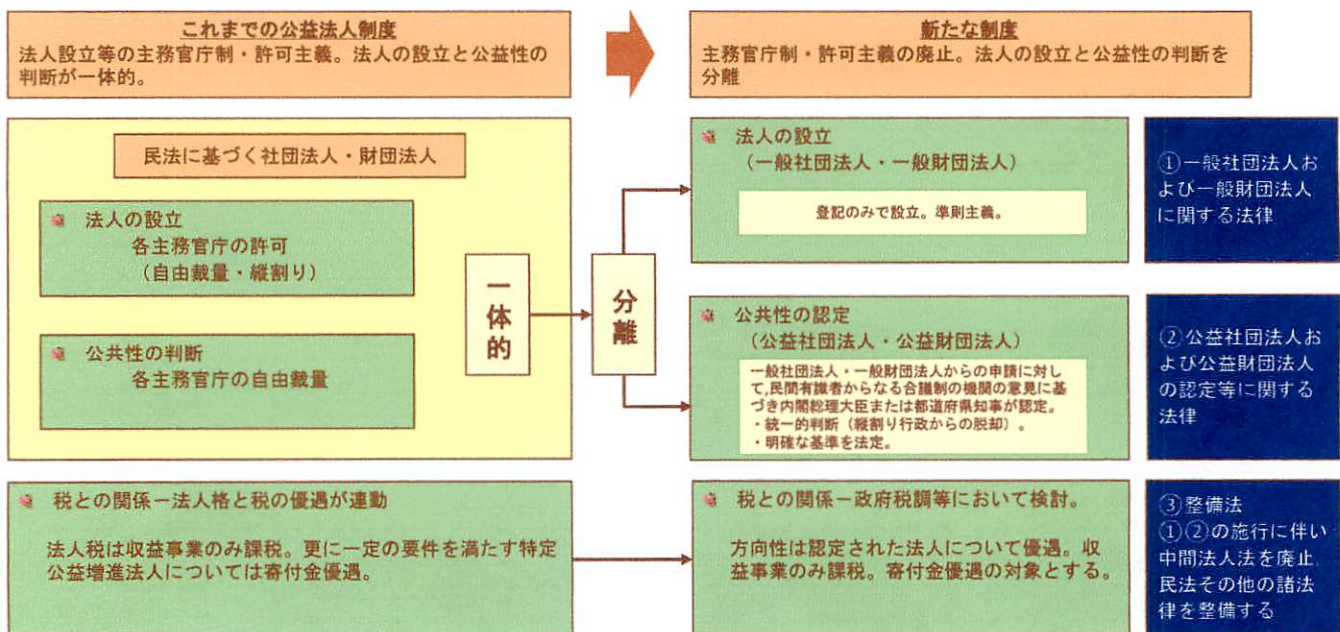 これまでの公益法人制度
法人設立等の主務官庁制・許可主義。法人の設立と公益性の
判断が一体的。
新たな制度
主務官庁制・許可主義の廃止。法人の設立と公益性の判断を
分離
民法に基づく社団法人・財団法人
法人の設立
各主務官庁の許可
（自由裁量・縦割り）
公共性の判断
各主務官庁の自由裁量
一体的
分離
法人の設立
（一般社団法人・一般財団法人）
登記のみで設立。準則主義。
①一般社団法人お
よび一般財団法人
に関する法律
公共性の認定
（公益社団法人・公益財団法人）
一般社団法人・一般財団法人からの申請に対し
て,民間有識者からなる合議制の機関の意見に基
づき内閣総理大臣または都道府県知事が認定。
・統一的判断（縦割り行政からの脱却）。
・明確な基準を法定。
②公益社団法人お
よび公益財団法人
の認定等に関する
法律
税との関係－法人格と税の優遇が連動
法人税は収益事業のみ課税。更に一定の要件を満たす特定
公益増進法人については寄付金優遇。
税との関係－政府税調等において検討。
方向性は認定された法人について優遇。収
益事業のみ課税。寄付金優遇の対象とする。
③整備法
①②の施行に伴い
中間法人法を廃止,
民法その他の諸法
律を整備する